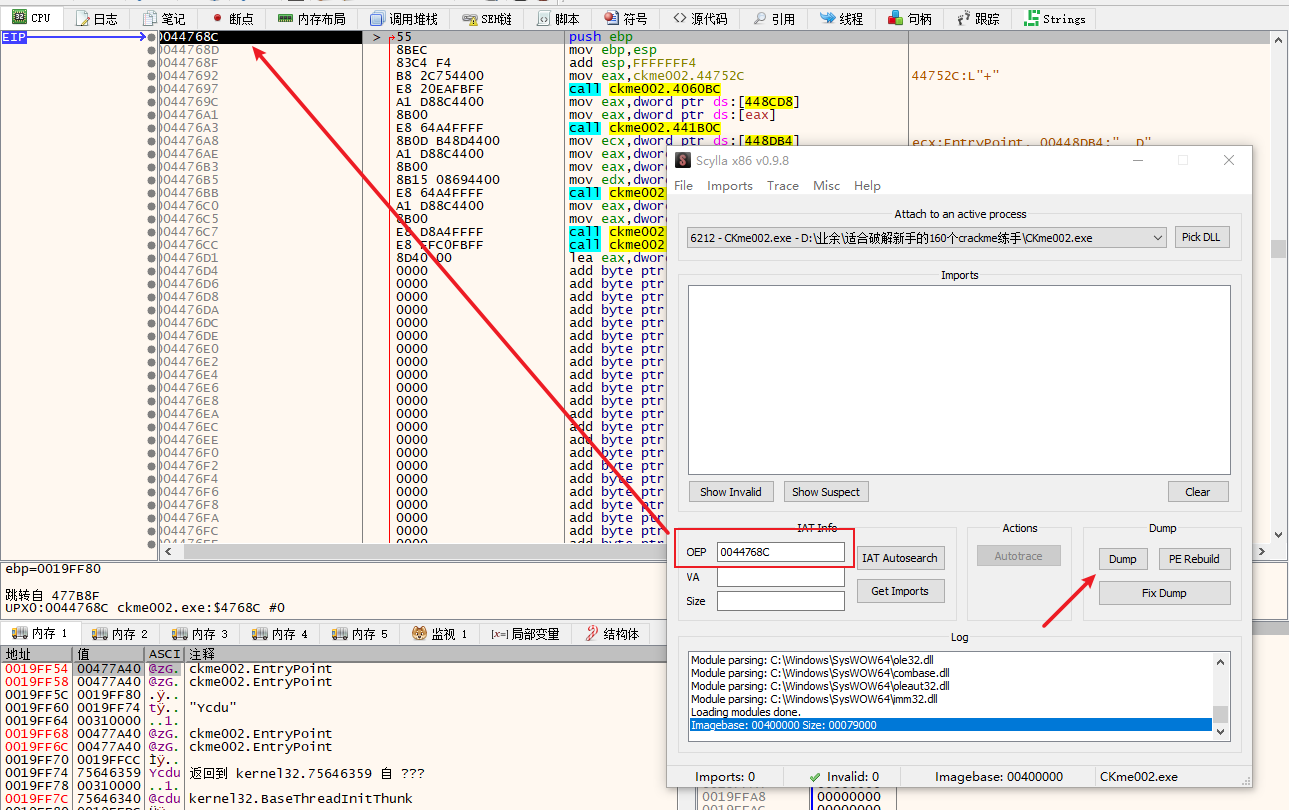 CPU 日志 笔记 断点 内存布局 调用堆栈 SEH链 脚本 符号 源代码 引用 线程 句柄 跟踪 Strings
EIP
0044768C > 55 push ebp
0044768D 8BEC mov ebp,esp
0044768F 83C4 F4 add esp,FFFFFFF4
00447692 B8 2C754400 mov eax,ckme002.44752C 44752C:L"+"
00447697 E8 20EAFBFF call ckme002.4060BC
0044769C A1 D88C4400 mov eax,dword ptr ds:[448CD8]
004476A1 8B00 mov eax,dword ptr ds:[eax]
004476A3 E8 64A4FFFF call ckme002.441B0C
004476A8 8B0D B48D4400 mov ecx,dword ptr ds:[448DB4] ecx:EntryPoint, 00448DB4:" D"
004476AE A1 D88C4400 mov eax,dwor
004476B3 8B00 mov eax,dwor
004476B5 8B15 08694400 mov edx,dwor
004476BB E8 64A4FFFF call ckme002
004476C0 A1 D88C4400 mov eax,dwor
004476C5 8B00 mov eax,dwor
004476C7 E8 D8A4FFFF call ckme002
004476CC E8 FFC0FBFF call ckme002
004476D1 8D40 00 lea eax,dwor
004476D4 0000 add byte ptr
004476D6 0000 add byte ptr
004476D8 0000 add byte ptr
004476DA 0000 add byte ptr
004476DC 0000 add byte ptr
004476DE 0000 add byte ptr
004476E0 0000 add byte ptr
004476E2 0000 add byte ptr
004476E4 0000 add byte ptr
004476E6 0000 add byte ptr
004476E8 0000 add byte ptr
004476EA 0000 add byte ptr
004476EC 0000 add byte ptr
004476EE 0000 add byte ptr
004476F0 0000 add byte ptr
004476F2 0000 add byte ptr
004476F4 0000 add byte ptr
004476F6 0000 add byte ptr
004476F8 0000 add byte ptr
004476FA 0000 add byte ptr
004476FC 0000 add byte ptr
ebp=0019FF80
跳转自 477B8F
UPX0:0044768C ckme002.exe:$4768C #0
内存 1 内存 2 内存 3 内存 4 内存 5 监视 1 [x=]局部变量 结构体
地址 值 ASCI 注释
0019FF54 00477A40 @zG. ckme002.EntryPoint
0019FF58 00477A40 @zG. ckme002.EntryPoint
0019FF5C 0019FF80 .ÿ..
0019FF60 0019FF74 tÿ.. "Ycdu"
0019FF64 00310000 ..1.
0019FF68 00477A40 @zG. ckme002.EntryPoint
0019FF6C 00477A40 @zG. ckme002.EntryPoint
0019FF70 0019FFCC Ìÿ..
0019FF74 75646359 Ycdu 返回到 kernel32.75646359 自 ???
0019FF78 00310000 ..1.
0019FF7C 75646340 @cdu kernel32.BaseThreadInitThunk
Scylla x86 v0.9.8
File Imports Trace Misc Help
Attach to an active process
6212 - CKme002.exe - D:\业余\适合破解新手的160个crackme练手\CKme002.exe
Pick DLL
Imports
Show Invalid Show Suspect Clear
IAT Info
OEP 0044768C
VA
Size
IAT Autosearch
Get Imports
Actions
Autotrace
Dump
Dump PE Rebuild
Fix Dump
Log
Module parsing: C:\Windows\SysWOW64\ole32.dll
Module parsing: C:\Windows\SysWOW64\combase.dll
Module parsing: C:\Windows\SysWOW64\oleaut32.dll
Module parsing: C:\Windows\SysWOW64\imm32.dll
Loading modules done.
Imagebase: 00400000 Size: 00079000
Imports: 0 Invalid: 0 Imagebase: 00400000 CKme002.exe
0019FFA8 00000000